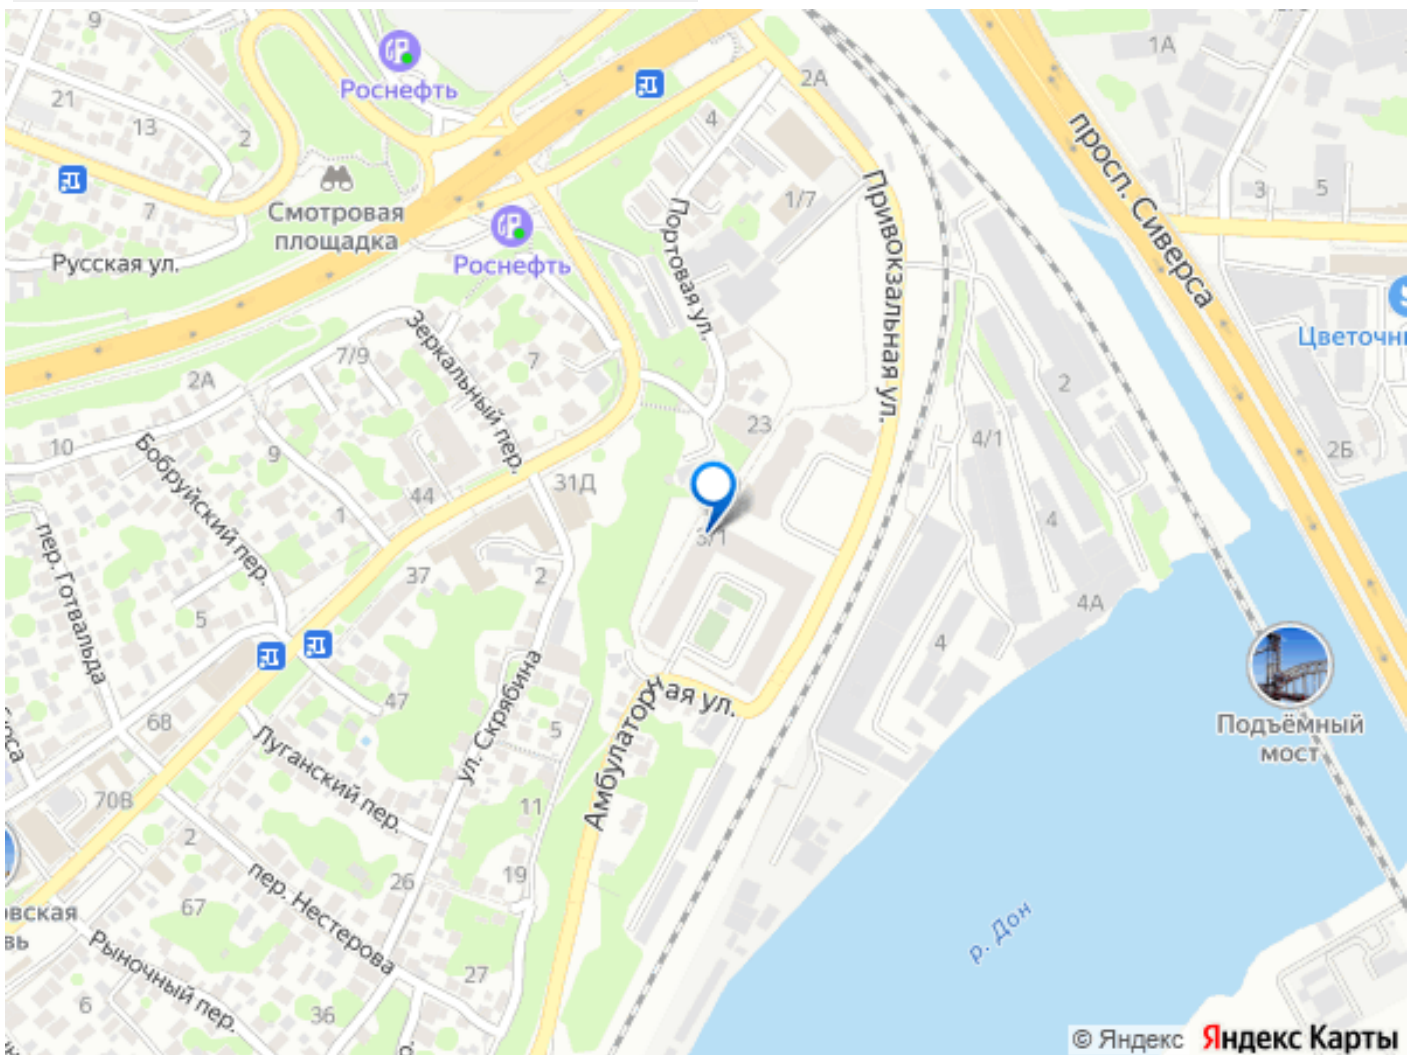 1А
2А
Роснефть
21
13
2
4
просп. Сиверса
3
5
Смотровая
площадка
7
1/7
Привокзальная ул.
Портовая ул.
Русская ул.
Роснефть
Зеркальный пер.
7/9
7
2А
Цветочн
2
10
9
Бобруйский пер.
23
4/1
2Б
44
31Д
1
4
пер. Готвальда
37
2
4А
5
4
ул. Скрябина
47
Амбулаторная ул.
68
5
Подъёмный
мост
Луганский пер.
70В
11
2
19
26
пер. Нестерова
67
р. Дон
вская
Рыночный пер.
27
6
36
© Яндекс Яндекс Карты